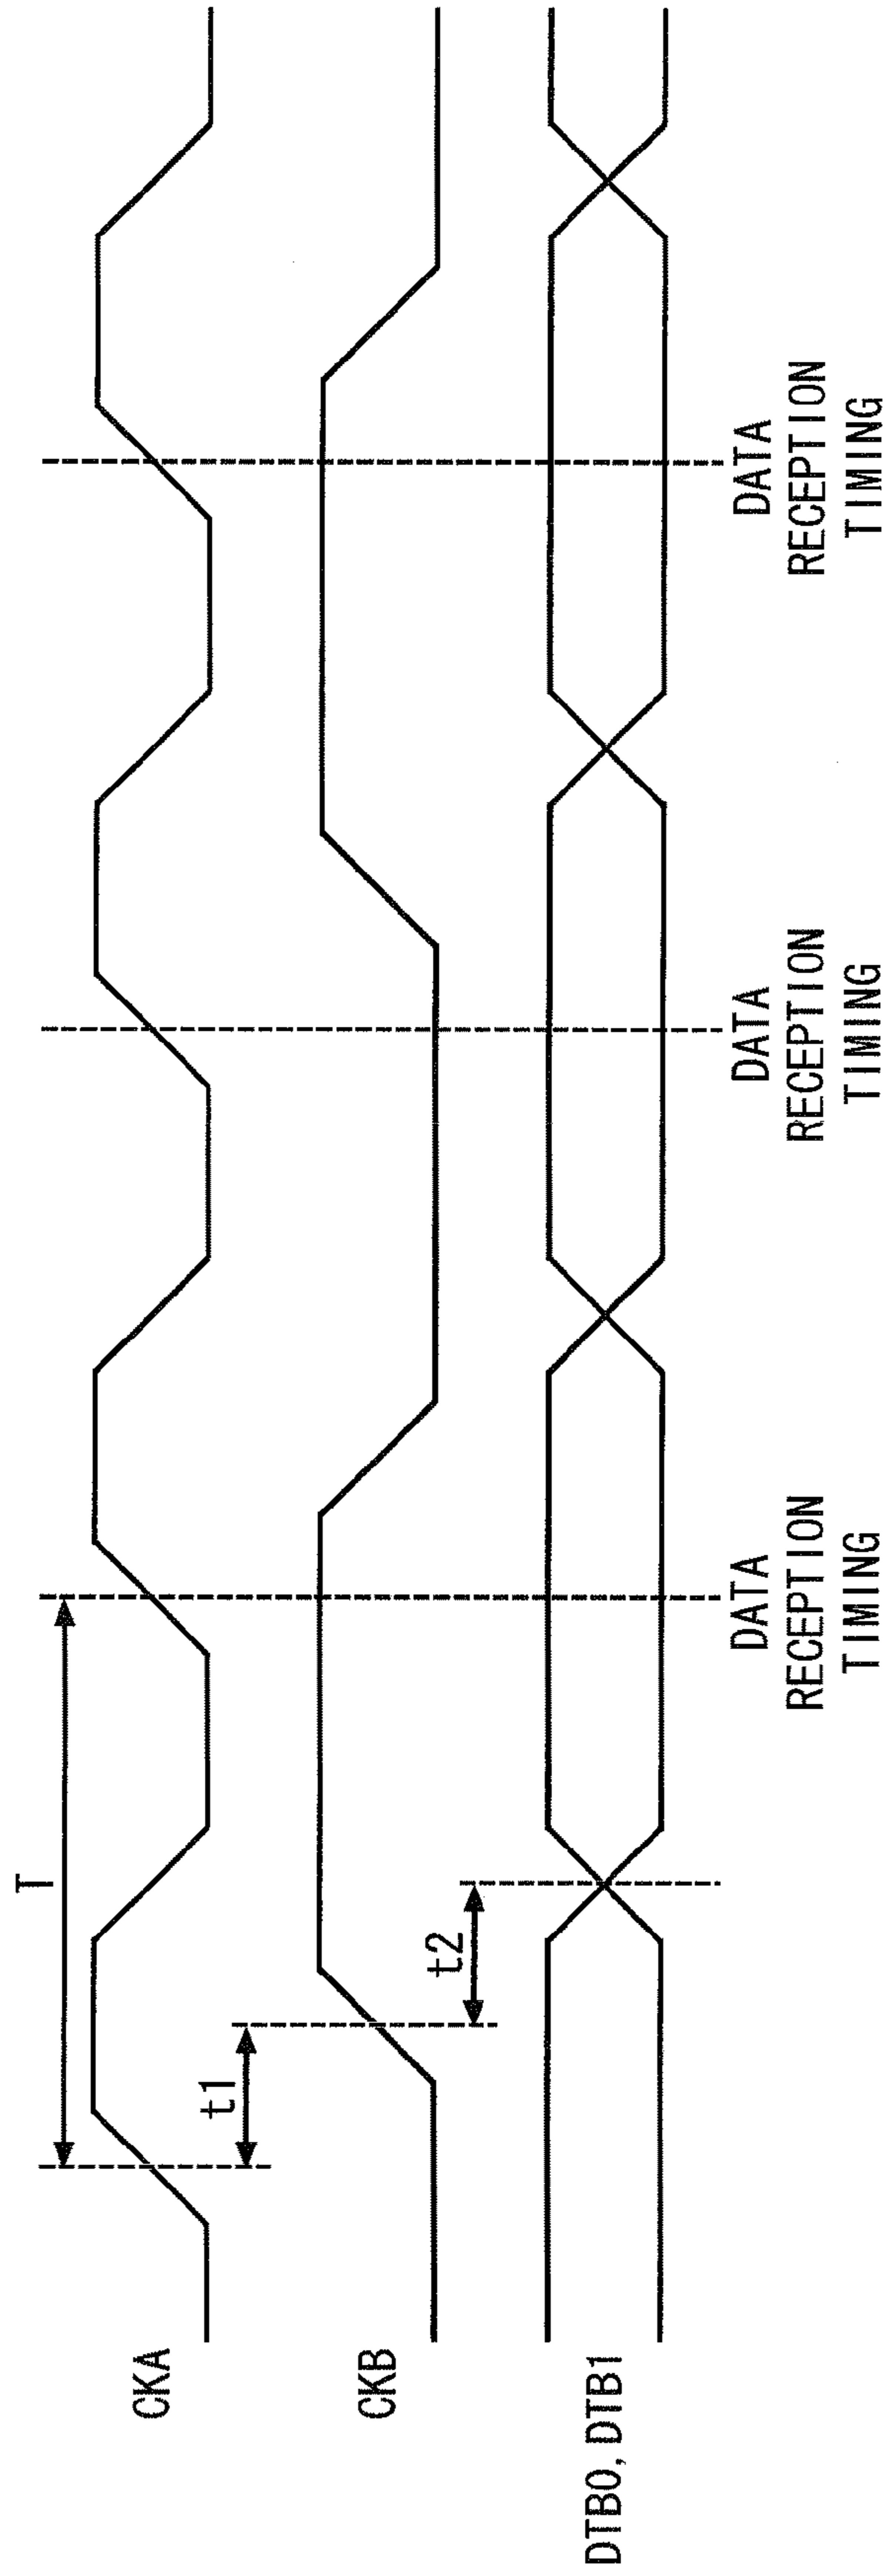 T
CKA
t1
CKB
t2
DTB0, DTB1
DATA
RECEPTION
TIMING
DATA
RECEPTION
TIMING
DATA
RECEPTION
TIMING